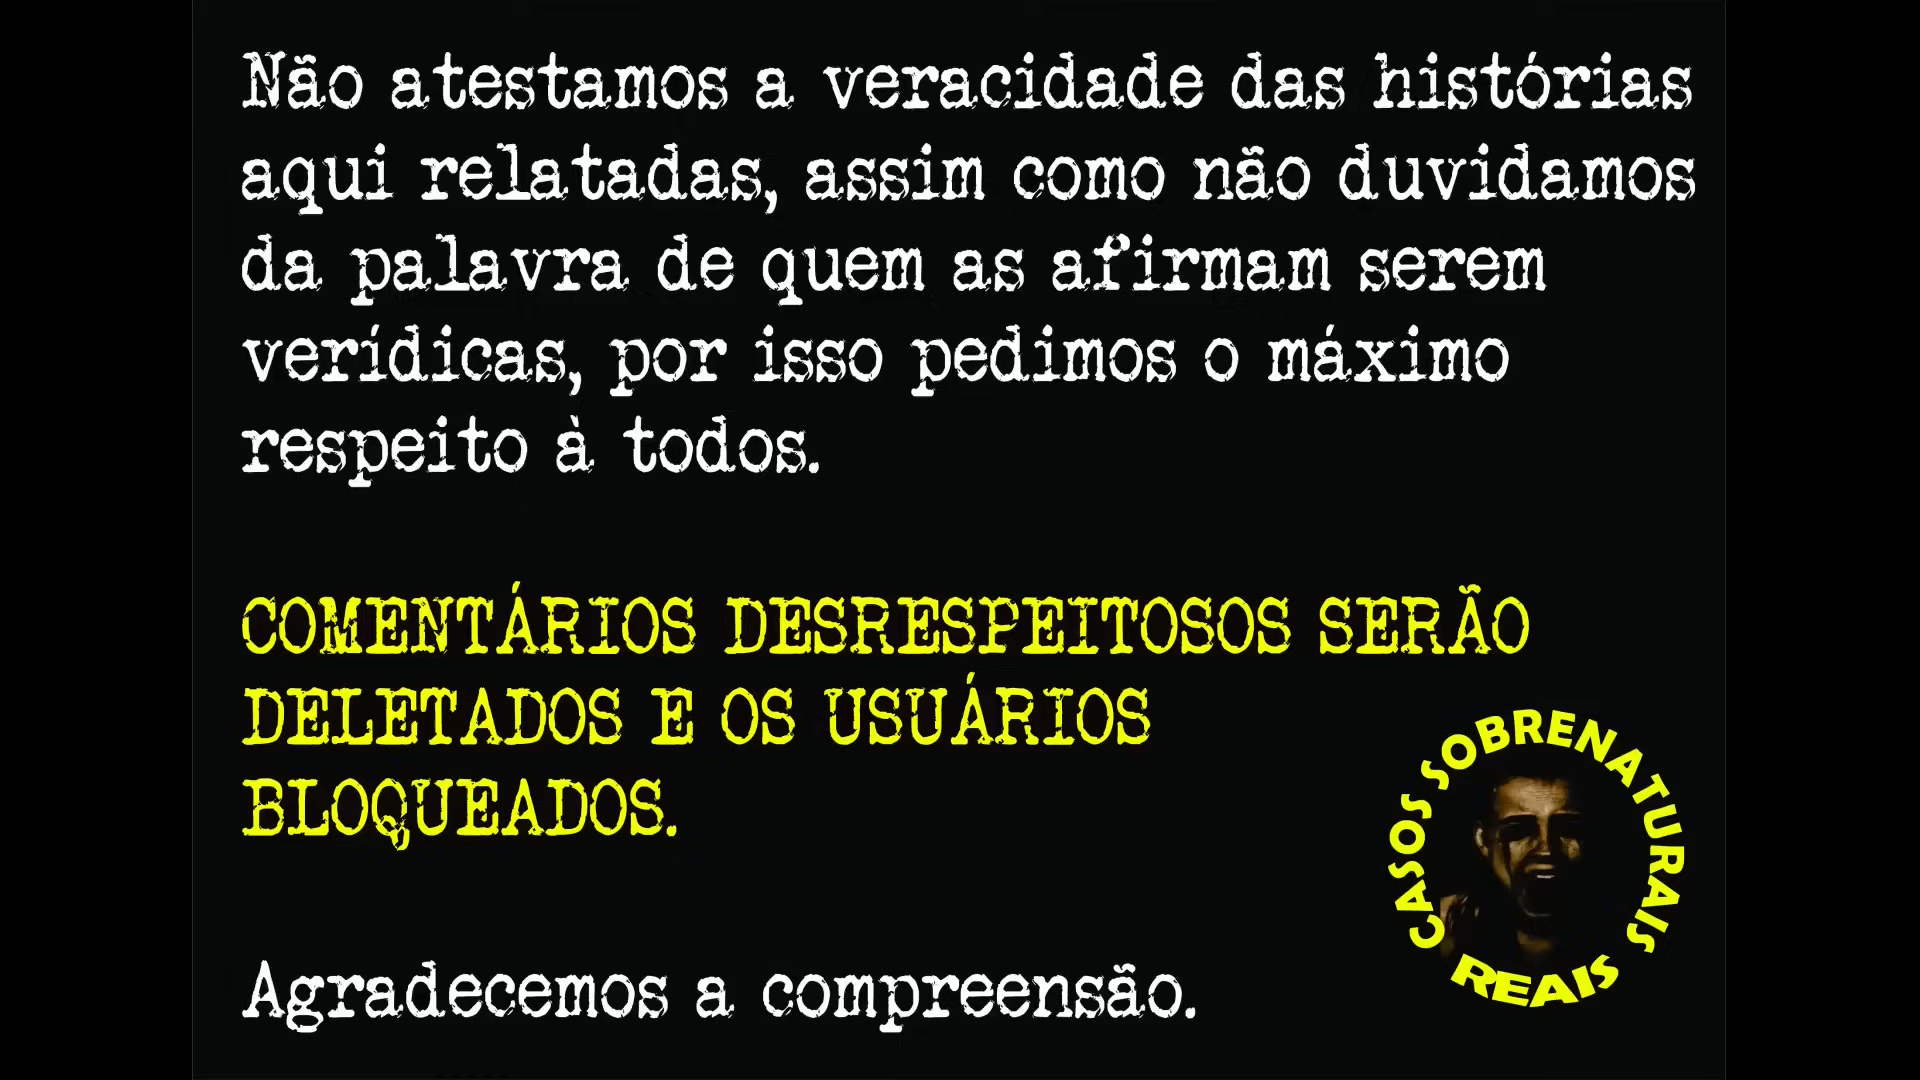 Não atestamos a veracidade das histórias
aqui relatadas, assim como não duvidamos
da palavra de quem as afirmam serem
verídicas, por isso pedimos o máximo
respeito à todos.
COMENTÁRIOS DESRESPEITOSOS SERÃO
DELETADOS E OS USUÁRIOS
BLOQUEADOS.
Agradecemos a compreensão.
CASOS SOBRENATURAIS
REAIS